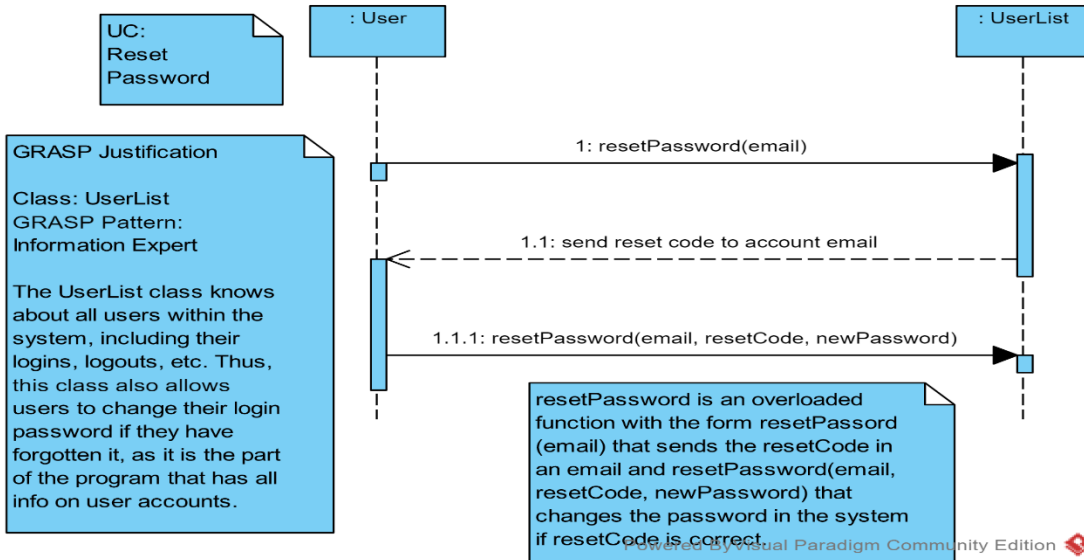 UC:
Reset
Password
: User
: UserList
GRASP Justification
Class: UserList
GRASP Pattern:
Information Expert
The UserList class knows
about all users within the
system, including their
logins, logouts, etc. Thus,
this class also allows
users to change their login
password if they have
forgotten it, as it is the part
of the program that has all
info on user accounts.
1: resetPassword(email)
1.1: send reset code to account email
1.1.1: resetPassword(email, resetCode, newPassword)
resetPassword is an overloaded
function with the form resetPassord
(email) that sends the resetCode in
an email and resetPassword(email,
resetCode, newPassword) that
changes the password in the system
if resetCode is correct.
Powered By Visual Paradigm Community Edition